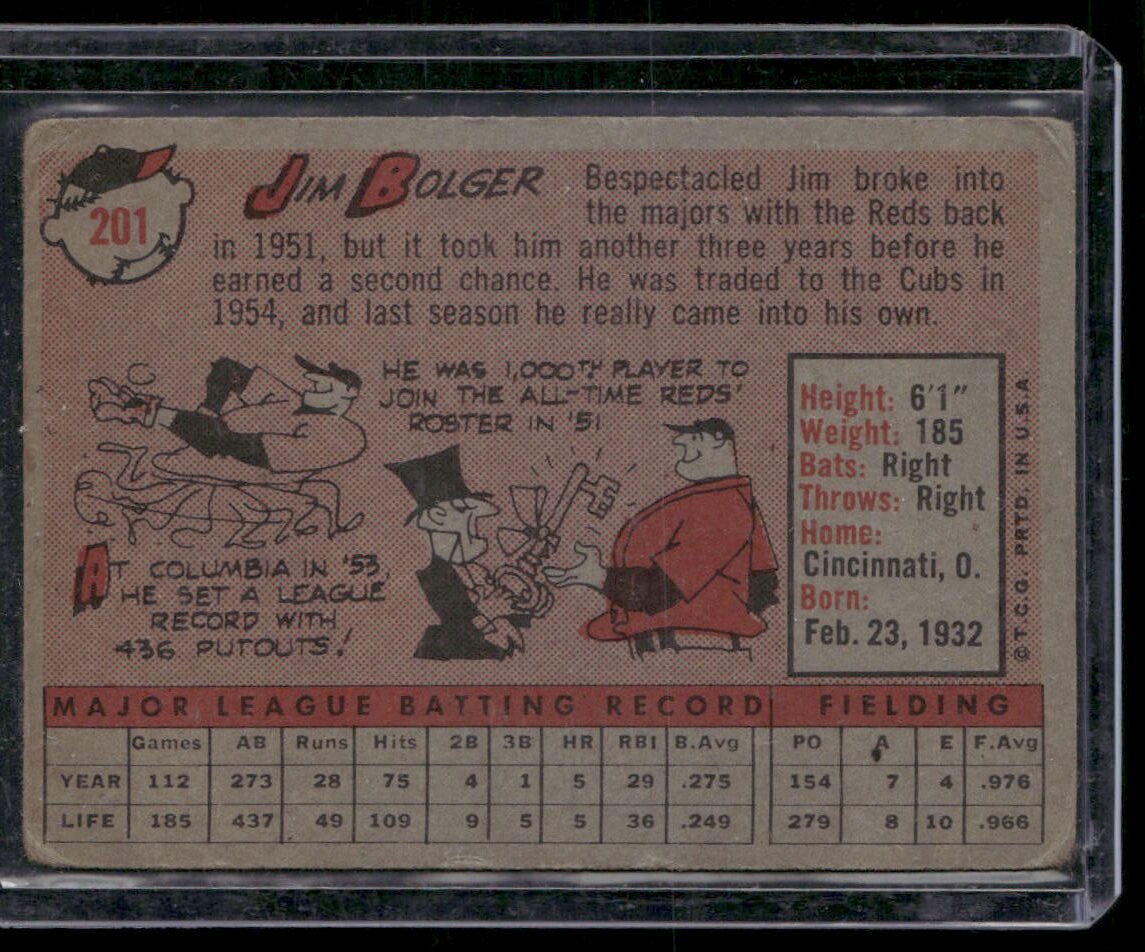 201
JIM BOLGER
Bespectacled Jim broke into
the majors with the Reds back
in 1951, but it took him another three years before he
earned a second chance. He was traded to the Cubs in
1954, and last season he really came into his own.
HE WAS 1,000TH PLAYER TO
JOIN THE ALL-TIME REDS'
ROSTER IN '51
AT COLUMBIA IN '53,
HE SET A LEAGUE
RECORD WITH
436 PUTOUTS!
Height: 6'1"
Weight: 185
Bats: Right
Throws: Right
Home:
Cincinnati, O.
Born:
Feb. 23, 1932
©T.C.G. PRTD. IN U.S.A.
MAJOR LEAGUE BATTING RECORD FIELDING
Games AB Runs Hits 2B 3B HR RBI B.Avg PO A E F.Avg
YEAR 112 273 28 75 4 1 5 29 .275 154 7 4 .976
LIFE 185 437 49 109 9 5 5 36 .249 279 8 10 .966